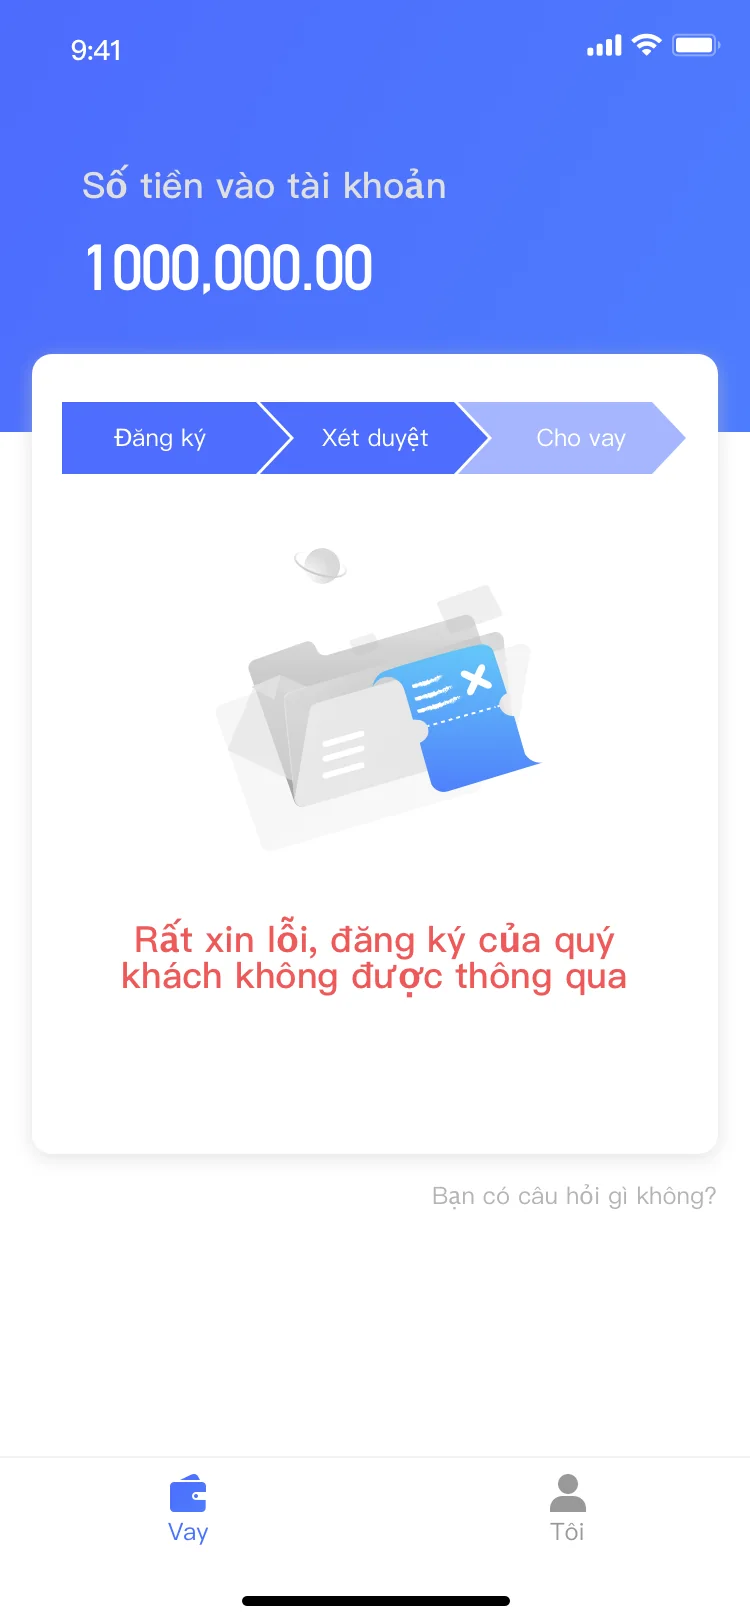 9:41
Số tiền vào tài khoản
1000,000.00
Đăng ký
Xét duyệt
Cho vay
Rất xin lỗi, đăng ký của quý
khách không được thông qua
Bạn có câu hỏi gì không?
Vay
Tôi